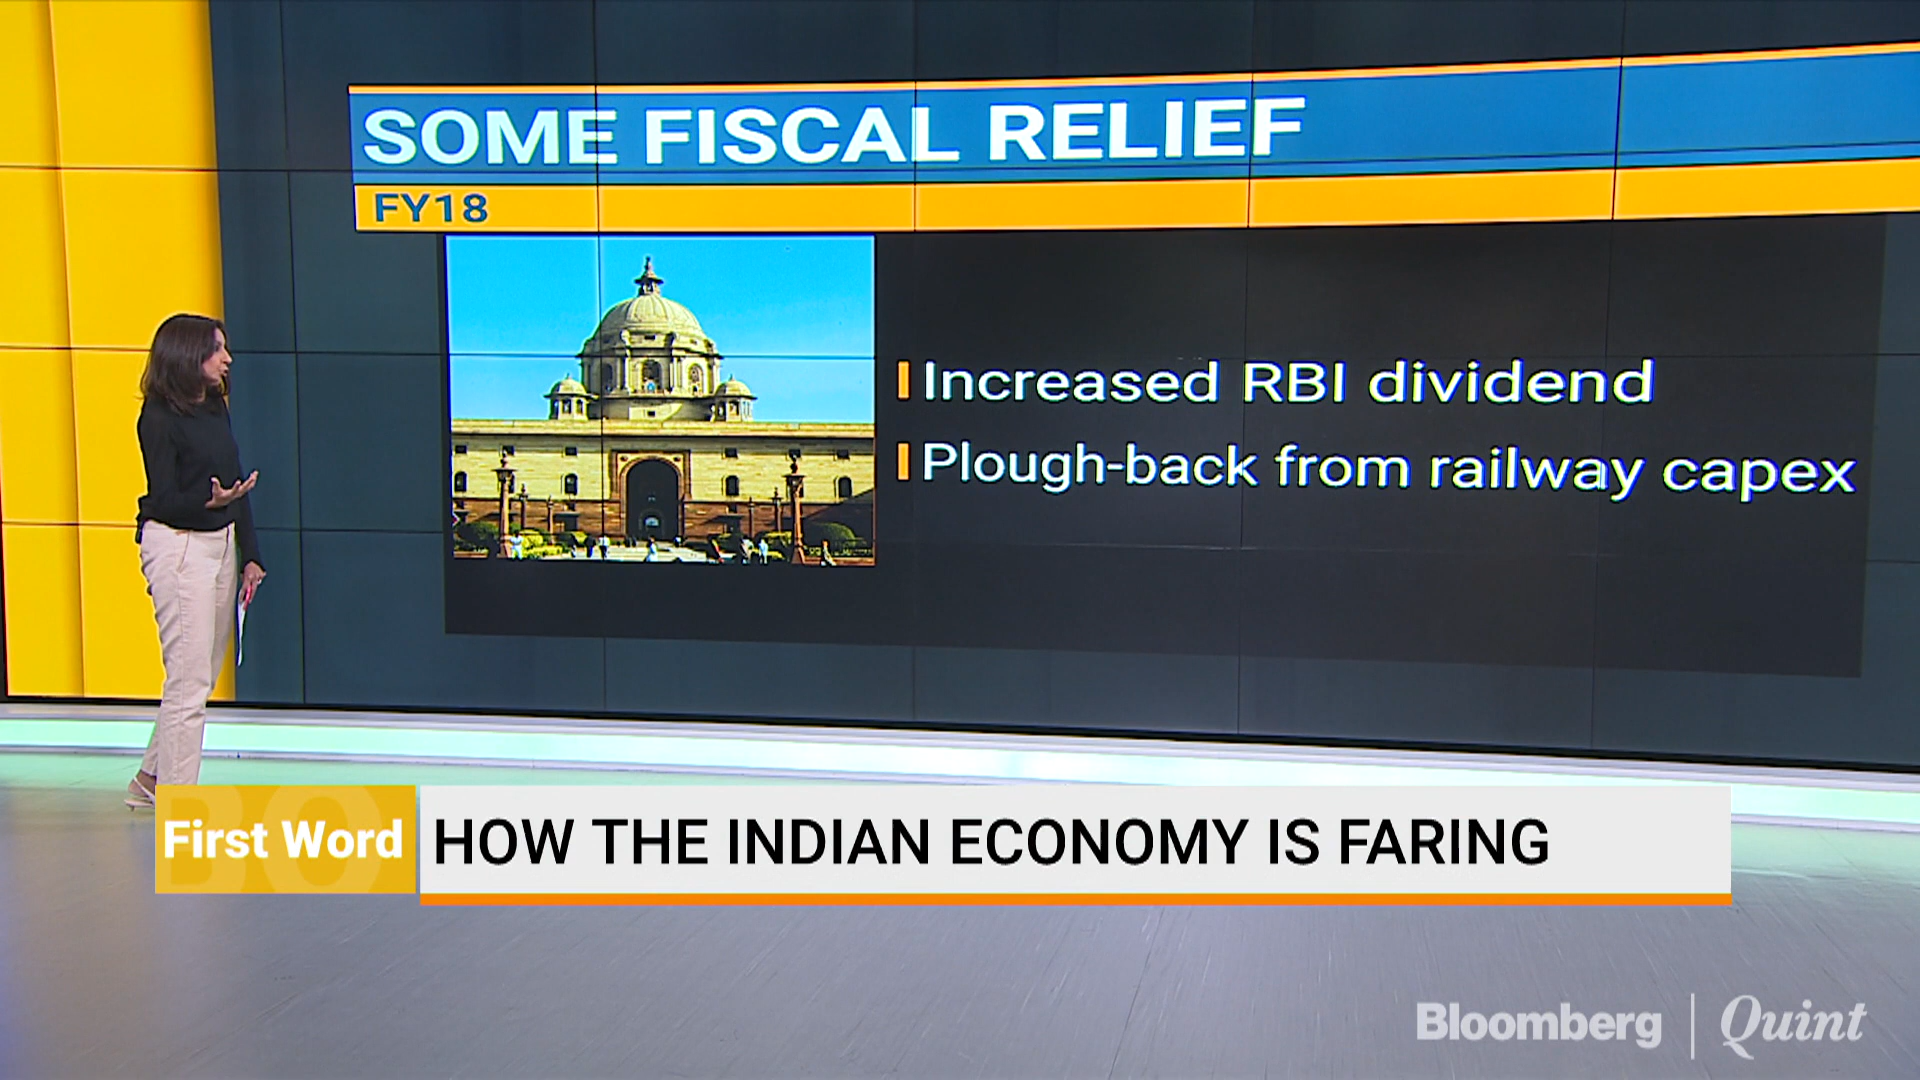 SOME FISCAL RELIEF
FY18
Increased RBI dividend
Plough-back from railway capex
First Word
HOW THE INDIAN ECONOMY IS FARING
Bloomberg | Quint